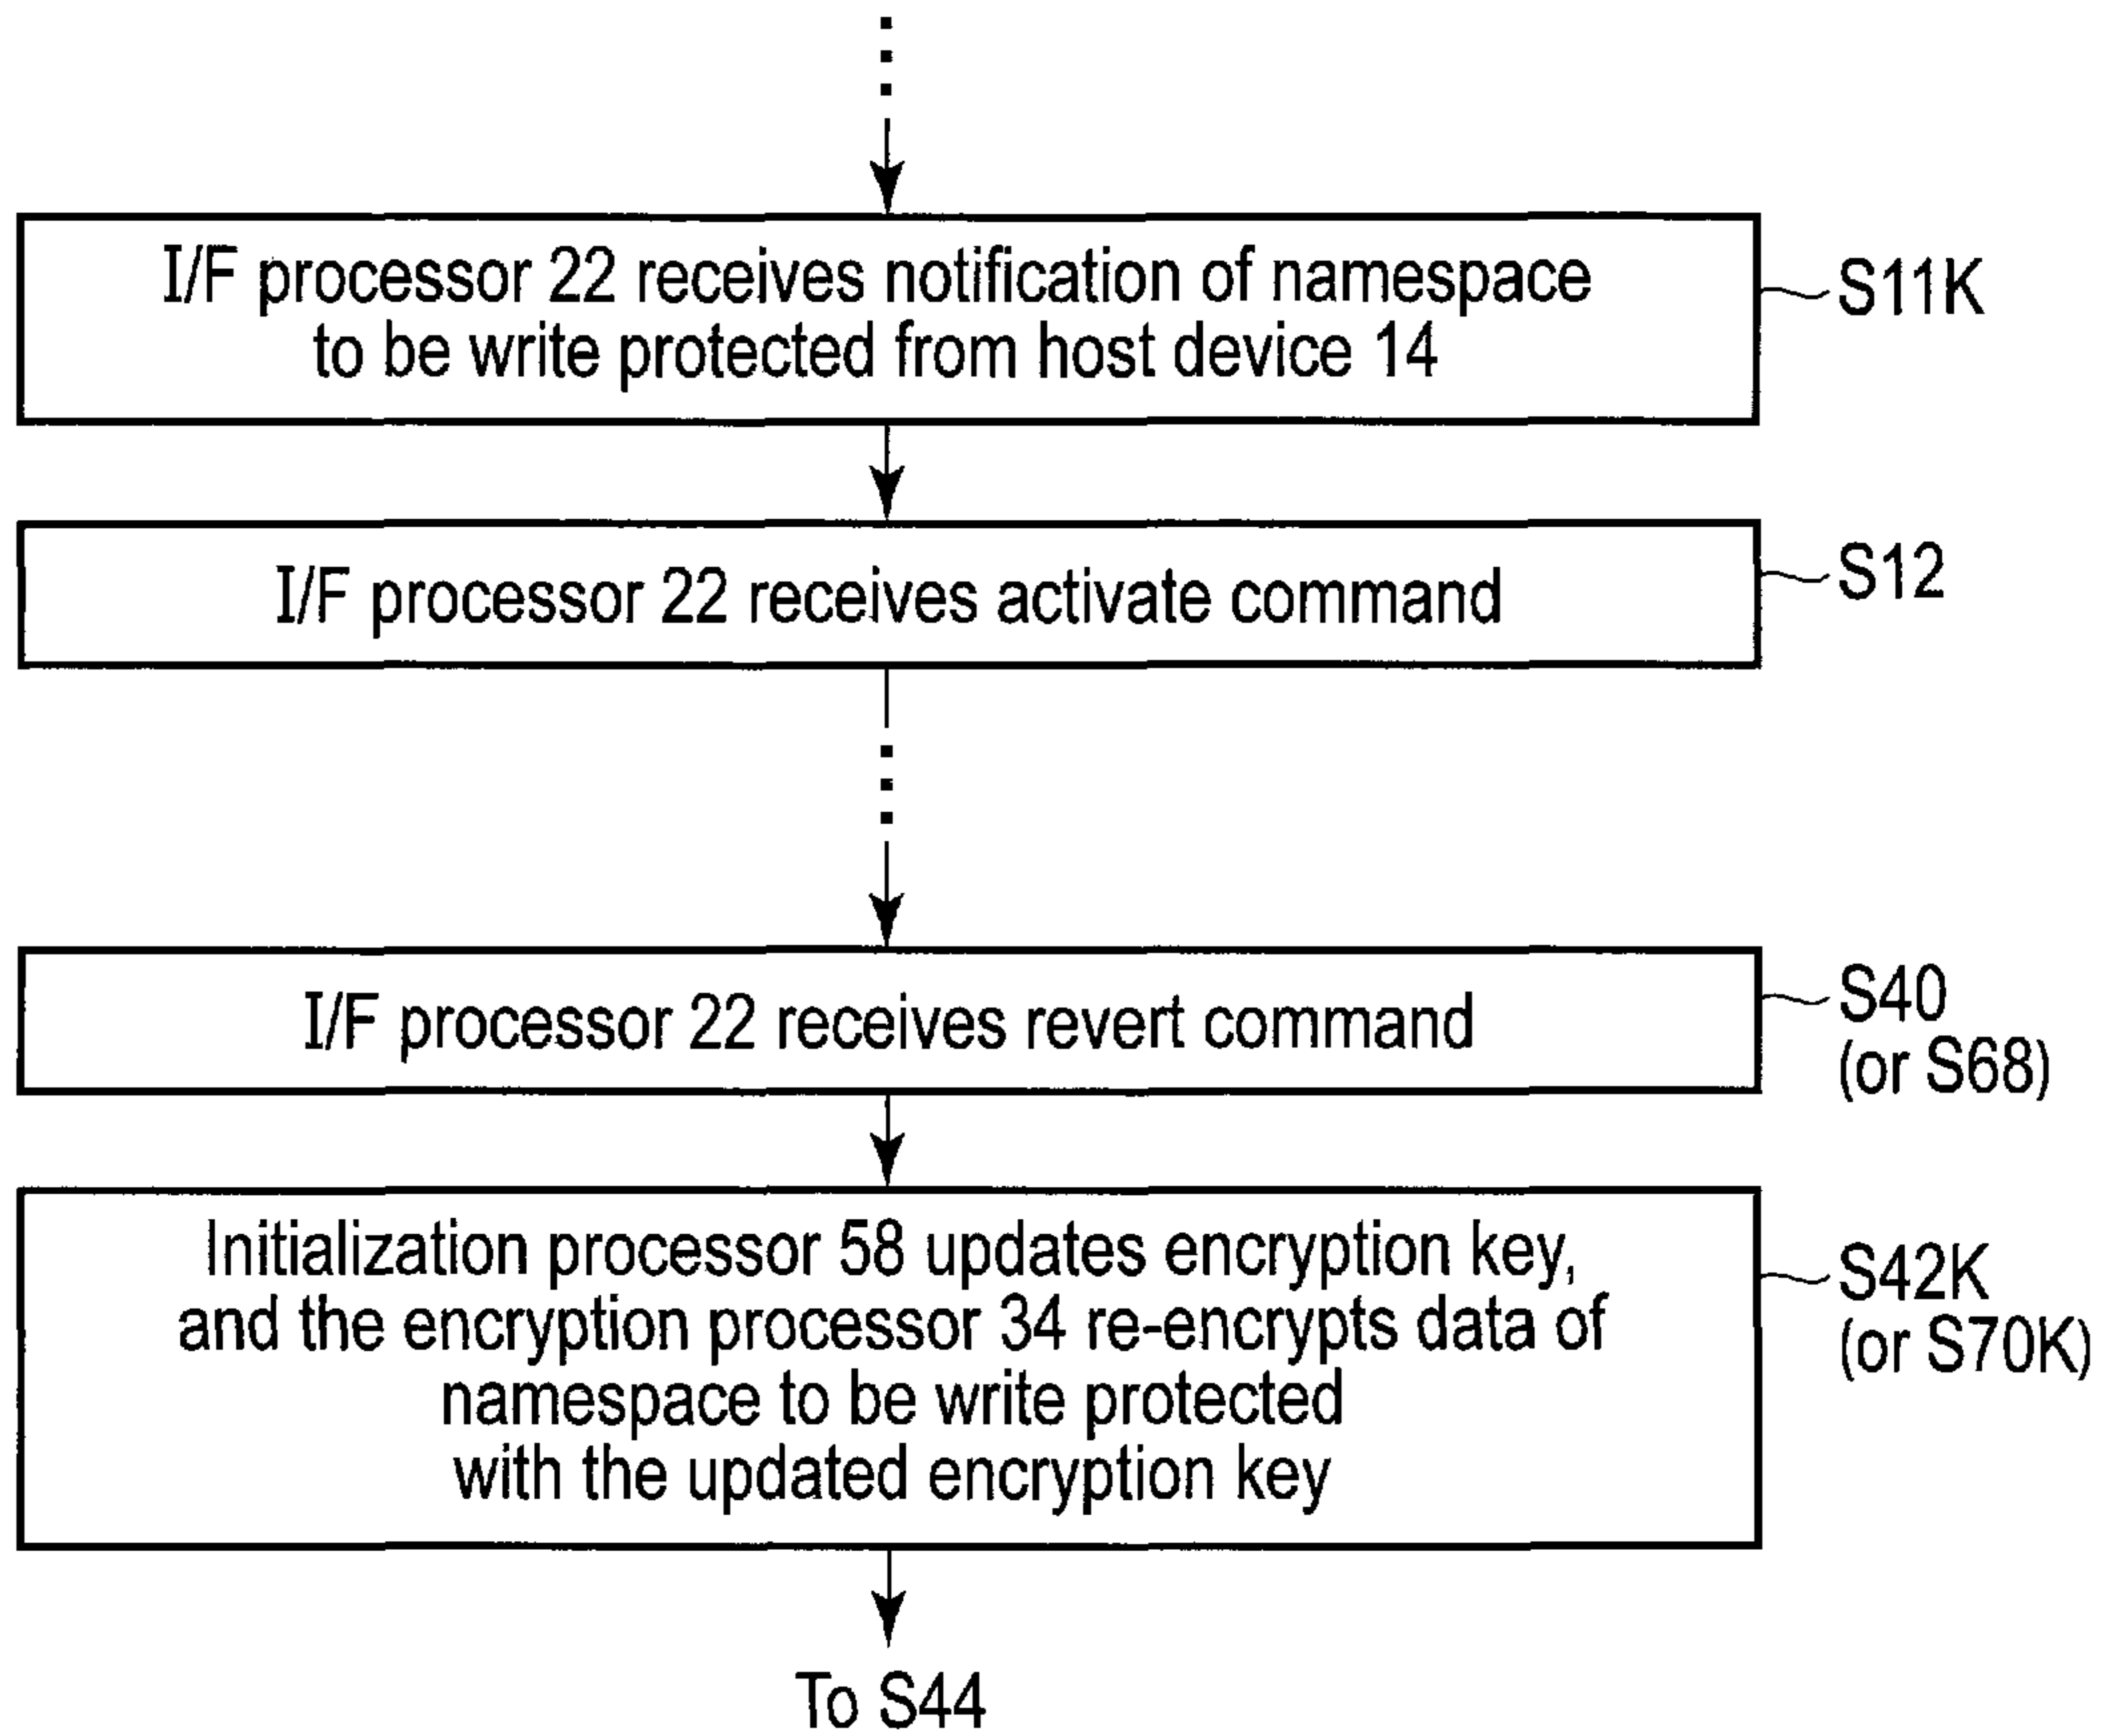 I/F processor 22 receives notification of namespace
to be write protected from host device 14
S11K
I/F processor 22 receives activate command
S12
I/F processor 22 receives revert command
S40
(or S68)
Initialization processor 58 updates encryption key,
and the encryption processor 34 re-encrypts data of
namespace to be write protected
with the updated encryption key
S42K
(or S70K)
To S44